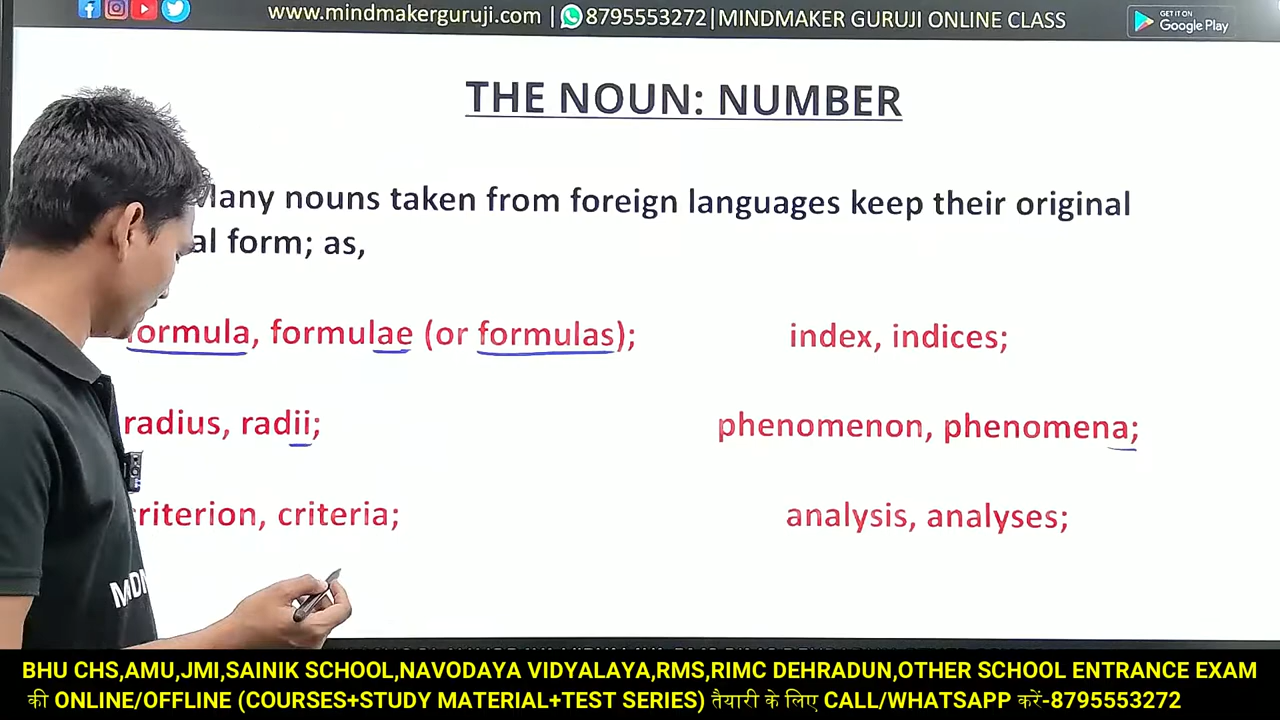 www.mindmakerguruji.com | 8795553272|MINDMAKER GURUJI ONLINE CLASS
GET IT ON
Google Play
THE NOUN: NUMBER
Many nouns taken from foreign languages keep their original
al form; as,
formula, formulae (or formulas); index, indices;
radius, radii; phenomenon, phenomena;
criterion, criteria; analysis, analyses;
BHU CHS,AMU,JMI,SAINIK SCHOOL,NAVODAYA VIDYALAYA,RMS,RIMC DEHRADUN,OTHER SCHOOL ENTRANCE EXAM
की ONLINE/OFFLINE (COURSES+STUDY MATERIAL+TEST SERIES) तैयारी के लिए CALL/WHATSAPP करें-8795553272